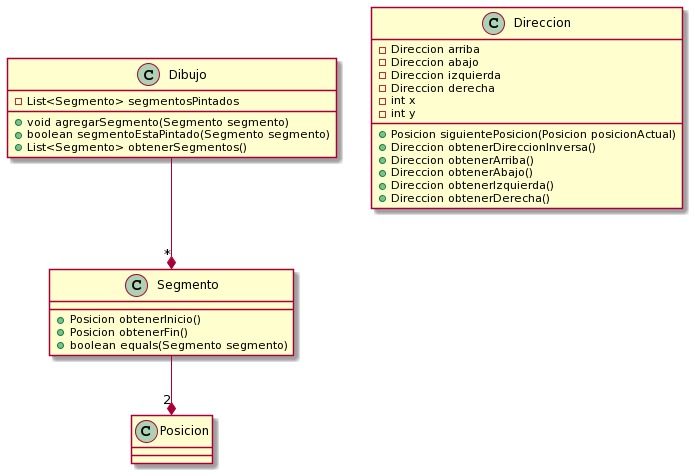 C Dibujo
List<Segmento> segmentosPintados
void agregarSegmento(Segmento segmento)
boolean segmentoEstaPintado(Segmento segmento)
List<Segmento> obtenerSegmentos()
C Direccion
Direccion arriba
Direccion abajo
Direccion izquierda
Direccion derecha
int x
int y
Posicion siguientePosicion(Posicion posicionActual)
Direccion obtenerDireccionInversa()
Direccion obtenerArriba()
Direccion obtenerAbajo()
Direccion obtenerIzquierda()
Direccion obtenerDerecha()
*
C Segmento
Posicion obtenerInicio()
Posicion obtenerFin()
boolean equals(Segmento segmento)
2
C Posicion